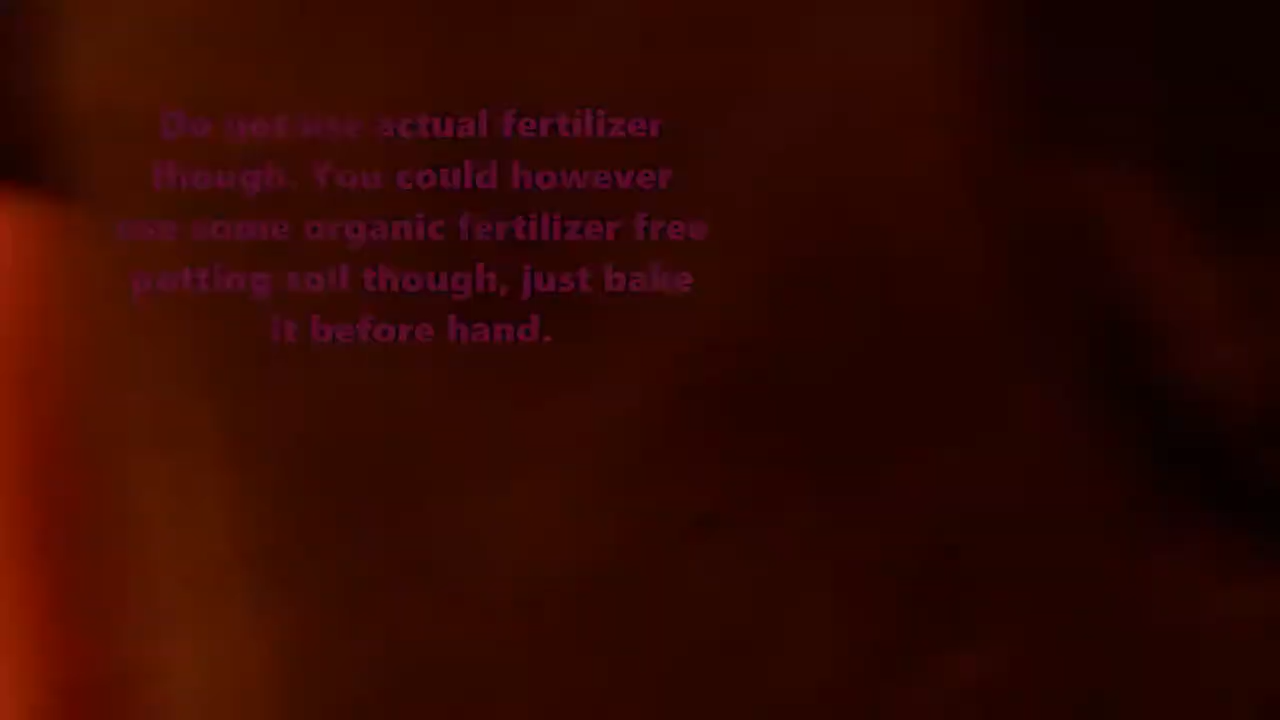 Do not use actual fertilizer
though. You could however
use some organic fertilizer free
potting soil though, just bake
it before hand.